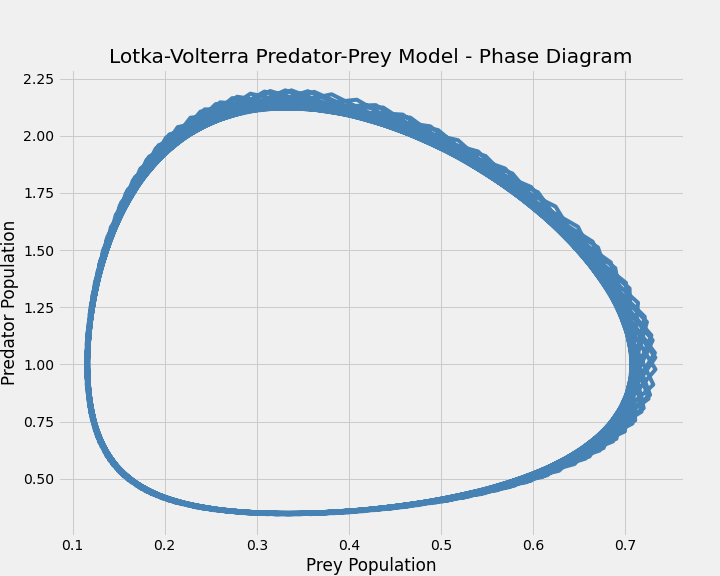 Lotka-Volterra Predator-Prey Model - Phase Diagram
2.25
2.00
1.75
1.50
1.25
1.00
0.75
0.50
Predator Population
0.1 0.2 0.3 0.4 0.5 0.6 0.7
Prey Population